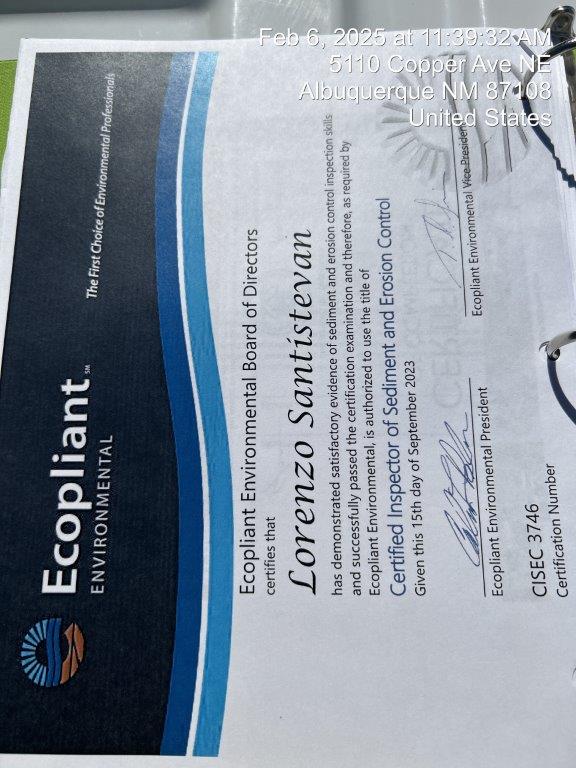 Feb 6, 2025 at 11:39:32 AM
5110 Copper Ave NE
Albuquerque NM 87108
United States
The First Choice of Environmental Professionals
Ecopliant℠
ENVIRONMENTAL
Ecopliant Environmental Board of Directors
certifies that
Lorenzo Santistevan
has demonstrated satisfactory evidence of sediment and erosion control inspection skills
and successfully passed the certification examination and therefore, as required by
Ecopliant Environmental, is authorized to use the title of
Certified Inspector of Sediment and Erosion Control
Given this 15th day of September 2023
Ecopliant Environmental President
Ecopliant Environmental Vice-President
CISEC 3746
Certification Number